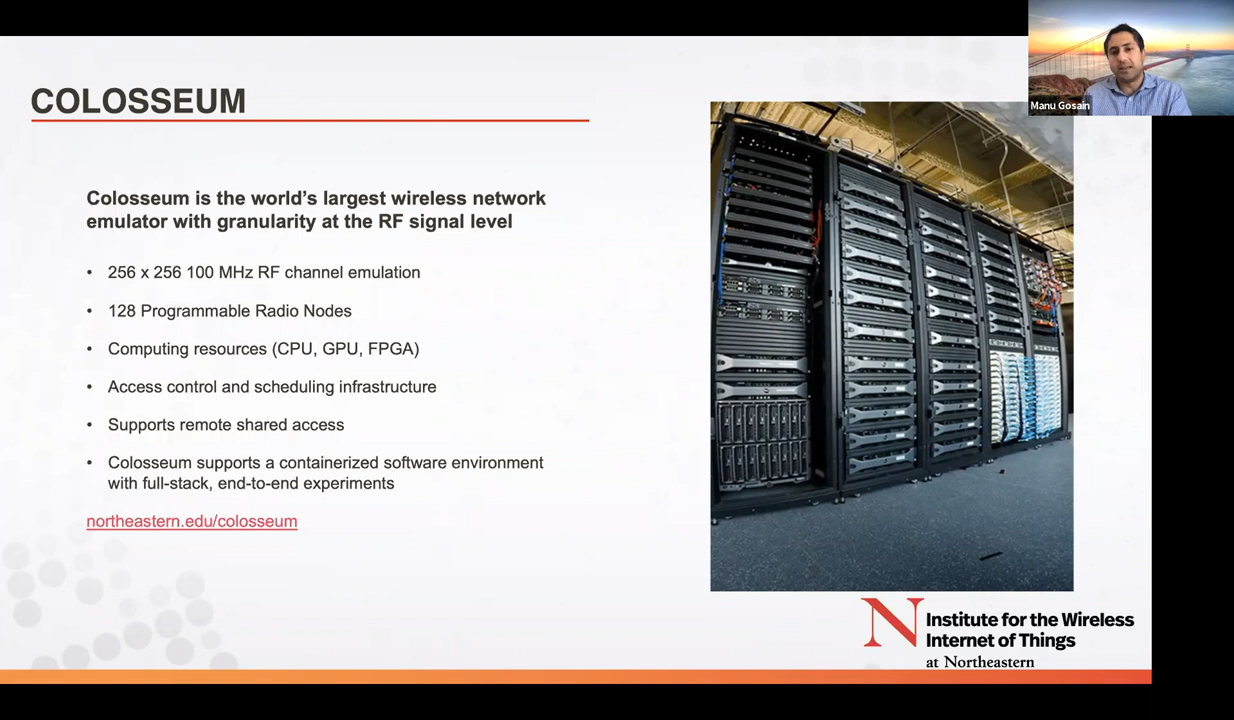 COLOSSEUM
Colosseum is the world’s largest wireless network
emulator with granularity at the RF signal level
• 256 x 256 100 MHz RF channel emulation
• 128 Programmable Radio Nodes
• Computing resources (CPU, GPU, FPGA)
• Access control and scheduling infrastructure
• Supports remote shared access
• Colosseum supports a containerized software environment
with full-stack, end-to-end experiments
northeastern.edu/colosseum
Manu Gosain
N
Institute for the Wireless
Internet of Things
at Northeastern